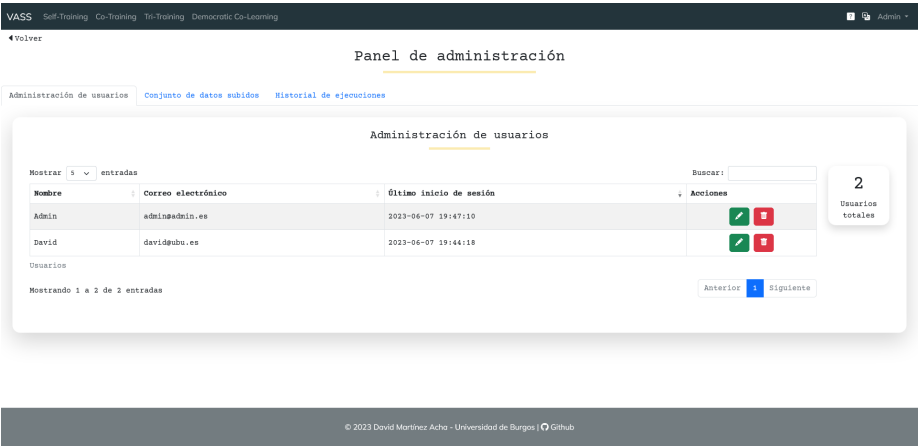 VASS Self-Training Co-Training Tri-Training Democratic Co-Learning Admin
Volver
Panel de administración
Administración de usuarios Conjunto de datos subidos Historial de ejecuciones
Administración de usuarios
Mostrar 5 entradas Buscar:
Nombre Correo electrónico Último inicio de sesión Acciones
Admin admin@admin.es 2023-06-07 19:47:10
David david@ubu.es 2023-06-07 19:44:18
2
Usuarios
totales
Usuarios
Mostrando 1 a 2 de 2 entradas Anterior 1 Siguiente
© 2023 David Martínez Acha - Universidad de Burgos | Github